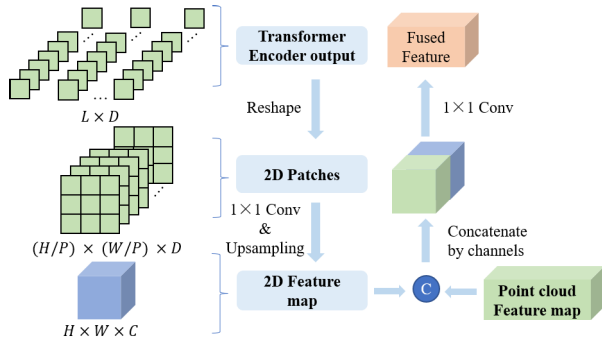 Transformer
Encoder output
Fused
Feature
L × D
Reshape
1×1 Conv
2D Patches
1×1 Conv
&
Upsampling
(H/P) × (W/P) × D
Concatenate
by channels
2D Feature
map
C
Point cloud
Feature map
H × W × C